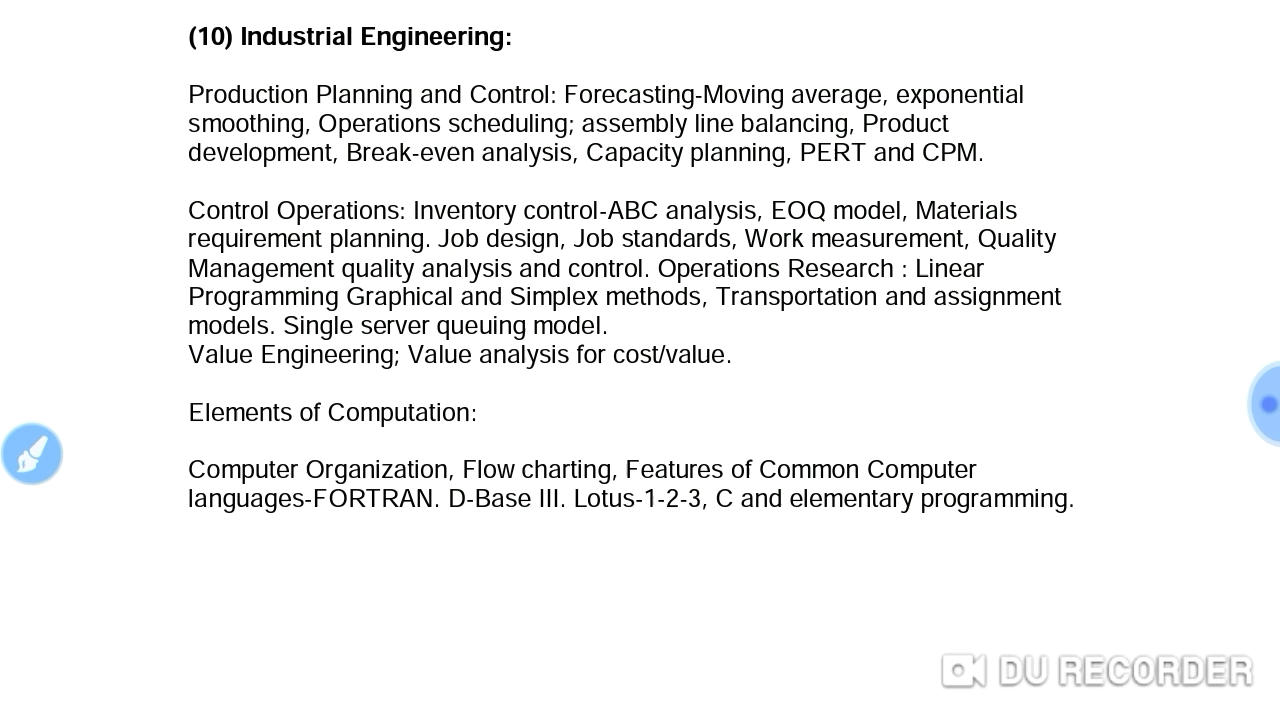 (10) Industrial Engineering:
Production Planning and Control: Forecasting-Moving average, exponential
smoothing, Operations scheduling; assembly line balancing, Product
development, Break-even analysis, Capacity planning, PERT and CPM.
Control Operations: Inventory control-ABC analysis, EOQ model, Materials
requirement planning. Job design, Job standards, Work measurement, Quality
Management quality analysis and control. Operations Research : Linear
Programming Graphical and Simplex methods, Transportation and assignment
models. Single server queuing model.
Value Engineering; Value analysis for cost/value.
Elements of Computation:
Computer Organization, Flow charting, Features of Common Computer
languages-FORTRAN. D-Base III. Lotus-1-2-3, C and elementary programming.
DU RECORDER